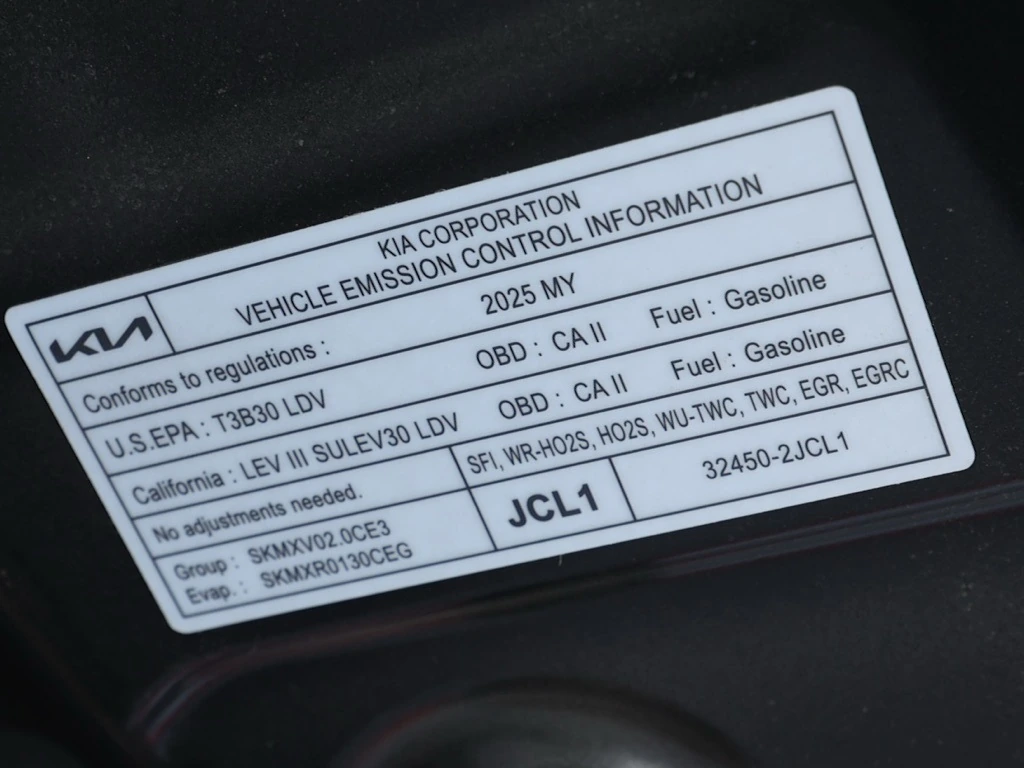 KIA CORPORATION
VEHICLE EMISSION CONTROL INFORMATION
KIA
Conforms to regulations : 2025 MY
U.S.EPA : T3B30 LDV OBD : CA II Fuel : Gasoline
California : LEV III SULEV30 LDV OBD : CA II Fuel : Gasoline
No adjustments needed. SFI, WR-HO2S, HO2S, WU-TWC, TWC, EGR, EGRC
Group : SKMXV02.0CE3
Evap. : SKMXR0130CEG
JCL1
32450-2JCL1